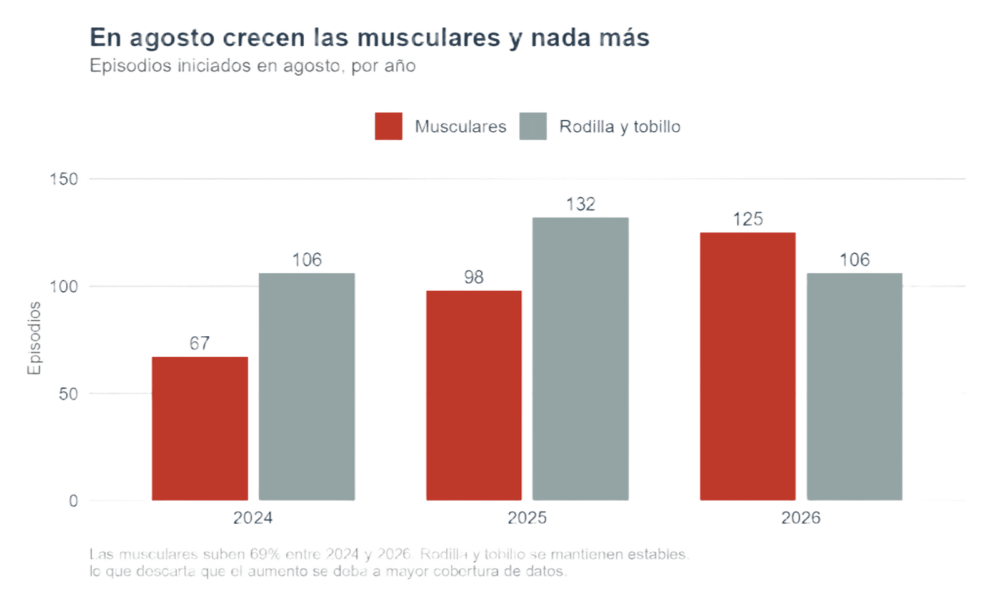 En agosto crecen las musculares y nada más
Episodios iniciados en agosto, por año
Musculares
Rodilla y tobillo
150
100
50
0
Episodios
67
106
98
132
125
106
2024
2025
2026
Las musculares suben 69% entre 2024 y 2026. Rodilla y tobillo se mantienen estables,
lo que descarta que el aumento se deba a mayor cobertura de datos.